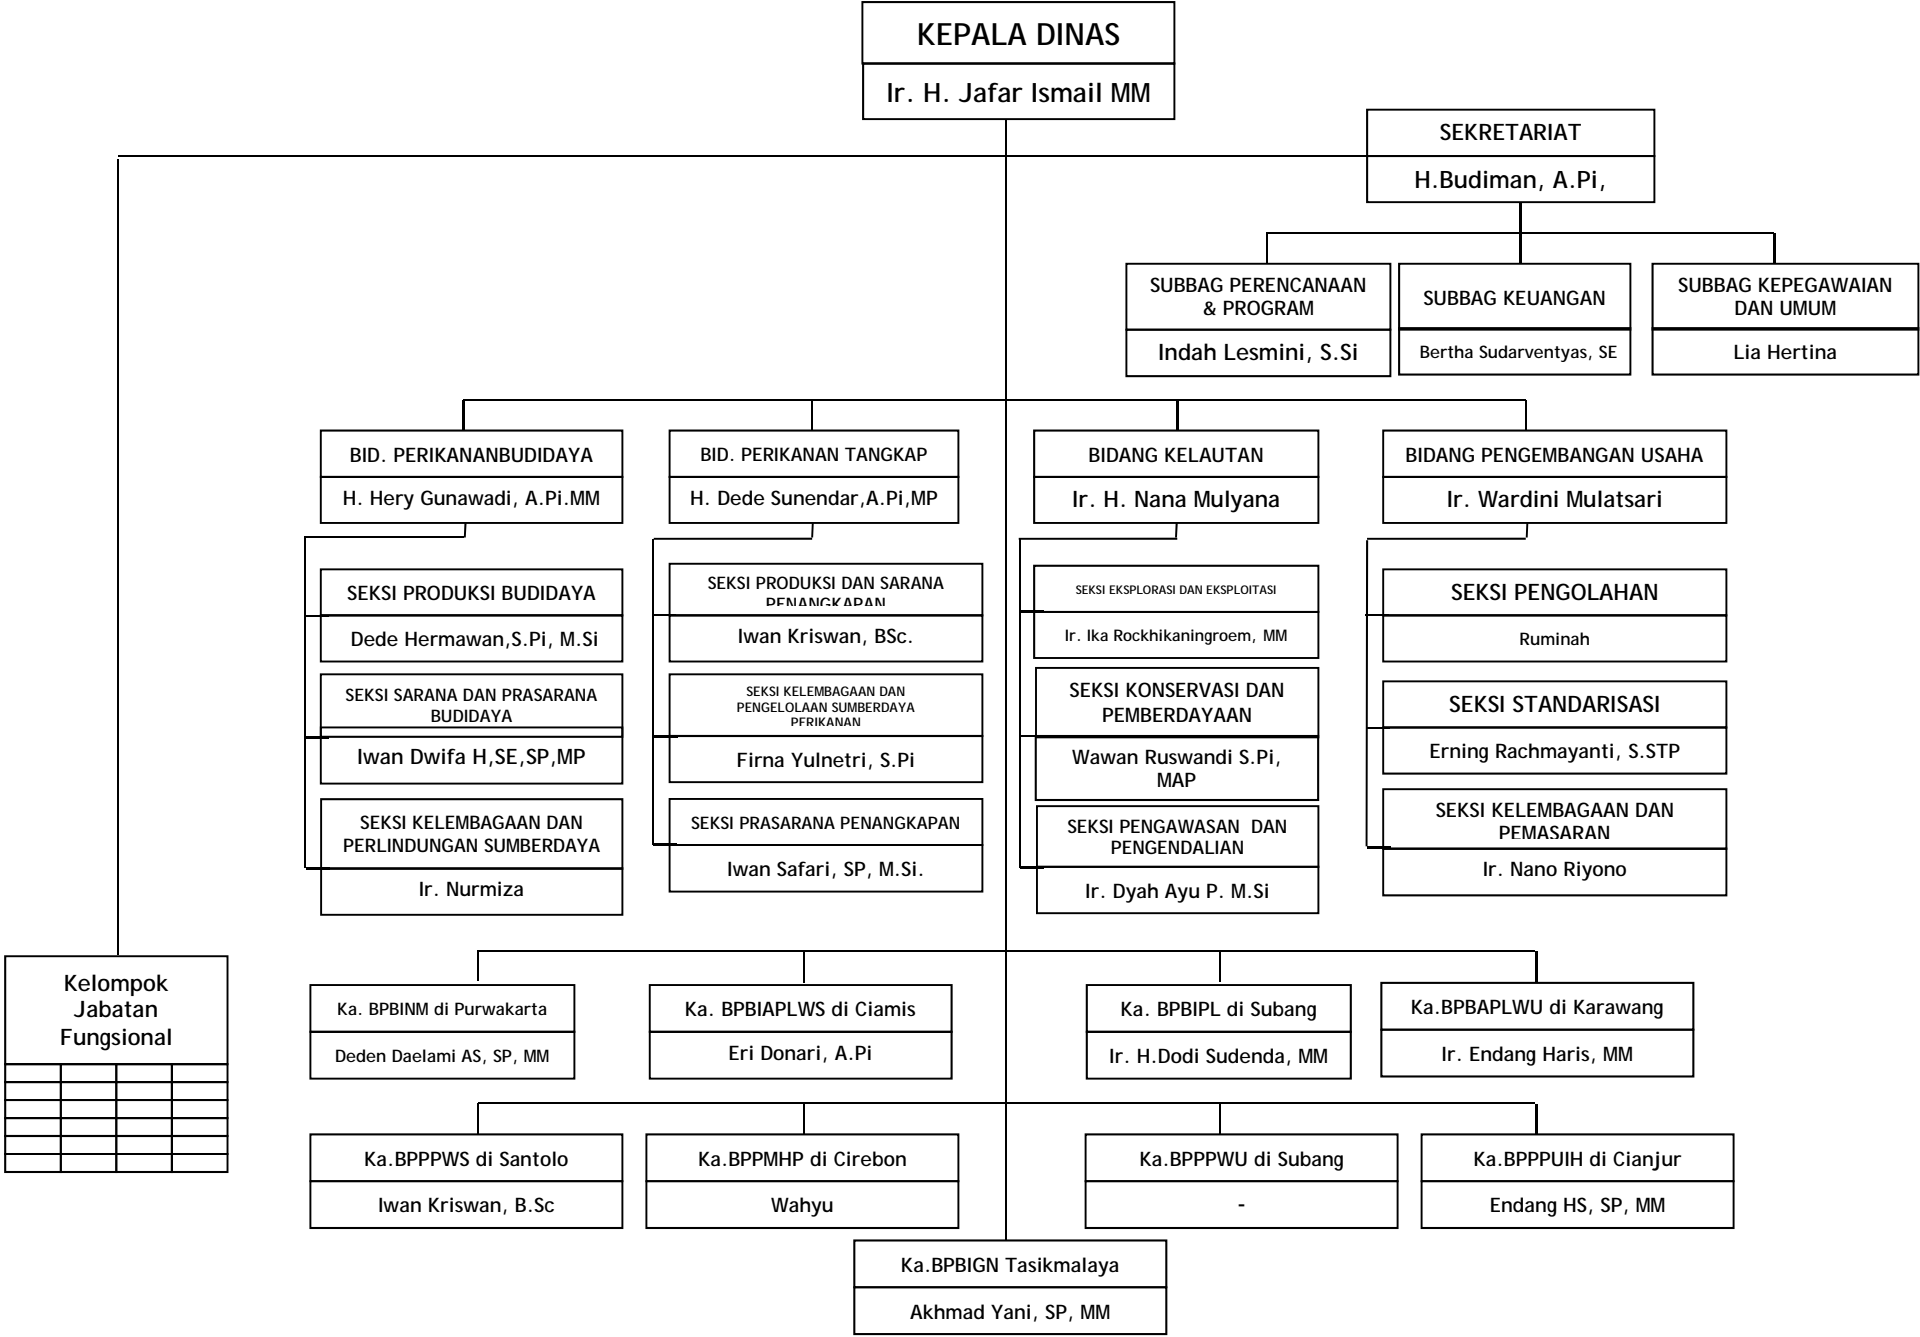 KEPALA DINAS
Ir. H. Jafar Ismail MM
SEKRETARIAT
H.Budiman, A.Pi,
SUBBAG PERENCANAAN
& PROGRAM
Indah Lesmini, S.Si
SUBBAG KEUANGAN
Bertha Sudarventyas, SE
SUBBAG KEPEGAWAIAN
DAN UMUM
Lia Hertina
BID. PERIKANANBUDIDAYA
H. Hery Gunawadi, A.Pi.MM
BID. PERIKANAN TANGKAP
H. Dede Sunendar,A.Pi,MP
BIDANG KELAUTAN
Ir. H. Nana Mulyana
BIDANG PENGEMBANGAN USAHA
Ir. Wardini Mulatsari
SEKSI PRODUKSI BUDIDAYA
Dede Hermawan,S.Pi, M.Si
SEKSI SARANA DAN PRASARANA
BUDIDAYA
Iwan Dwifa H,SE,SP,MP
SEKSI KELEMBAGAAN DAN
PERLINDUNGAN SUMBERDAYA
Ir. Nurmiza
SEKSI PRODUKSI DAN SARANA
PENANGKAPAN
Iwan Kriswan, BSc.
SEKSI KELEMBAGAAN DAN
PENGELOLAAN SUMBERDAYA
PERIKANAN
Firna Yulnetri, S.Pi
SEKSI PRASARANA PENANGKAPAN
Iwan Safari, SP, M.Si.
SEKSI EKSPLORASI DAN EKSPLOITASI
Ir. Ika Rockhikaningroem, MM
SEKSI KONSERVASI DAN
PEMBERDAYAAN
Wawan Ruswandi S.Pi,
MAP
SEKSI PENGAWASAN DAN
PENGENDALIAN
Ir. Dyah Ayu P. M.Si
SEKSI PENGOLAHAN
Ruminah
SEKSI STANDARISASI
Erning Rachmayanti, S.STP
SEKSI KELEMBAGAAN DAN
PEMASARAN
Ir. Nano Riyono
Kelompok
Jabatan
Fungsional
Ka. BPBINM di Purwakarta
Deden Daelami AS, SP, MM
Ka. BPBIAPLWS di Ciamis
Eri Donari, A.Pi
Ka. BPBIPL di Subang
Ir. H.Dodi Sudenda, MM
Ka.BPBAPLWU di Karawang
Ir. Endang Haris, MM
Ka.BPPPWS di Santolo
Iwan Kriswan, B.Sc
Ka.BPPMHP di Cirebon
Wahyu
Ka.BPPPWU di Subang
-
Ka.BPPPUIH di Cianjur
Endang HS, SP, MM
Ka.BPBIGN Tasikmalaya
Akhmad Yani, SP, MM